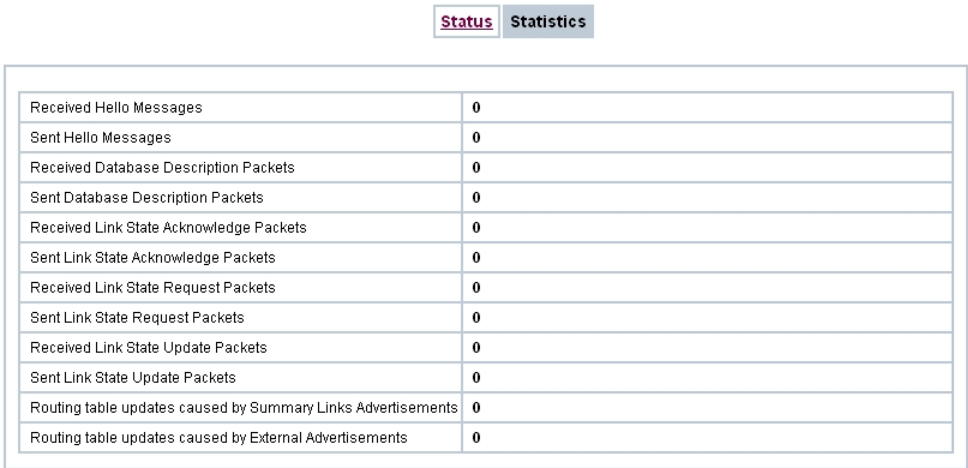 Status Statistics
Received Hello Messages 0
Sent Hello Messages 0
Received Database Description Packets 0
Sent Database Description Packets 0
Received Link State Acknowledge Packets 0
Sent Link State Acknowledge Packets 0
Received Link State Request Packets 0
Sent Link State Request Packets 0
Received Link State Update Packets 0
Sent Link State Update Packets 0
Routing table updates caused by Summary Links Advertisements 0
Routing table updates caused by External Advertisements 0